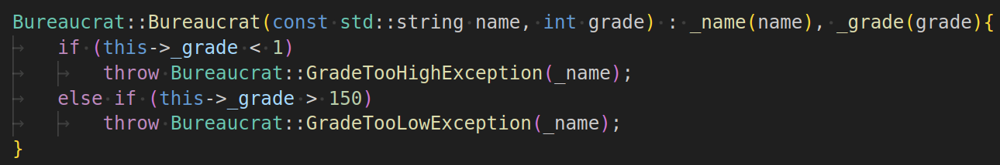 Bureaucrat::Bureaucrat(const std::string name, int grade) : _name(name), _grade(grade){
    if (this->_grade < 1)
        throw Bureaucrat::GradeTooHighException(_name);
    else if (this->_grade > 150)
        throw Bureaucrat::GradeTooLowException(_name);
}